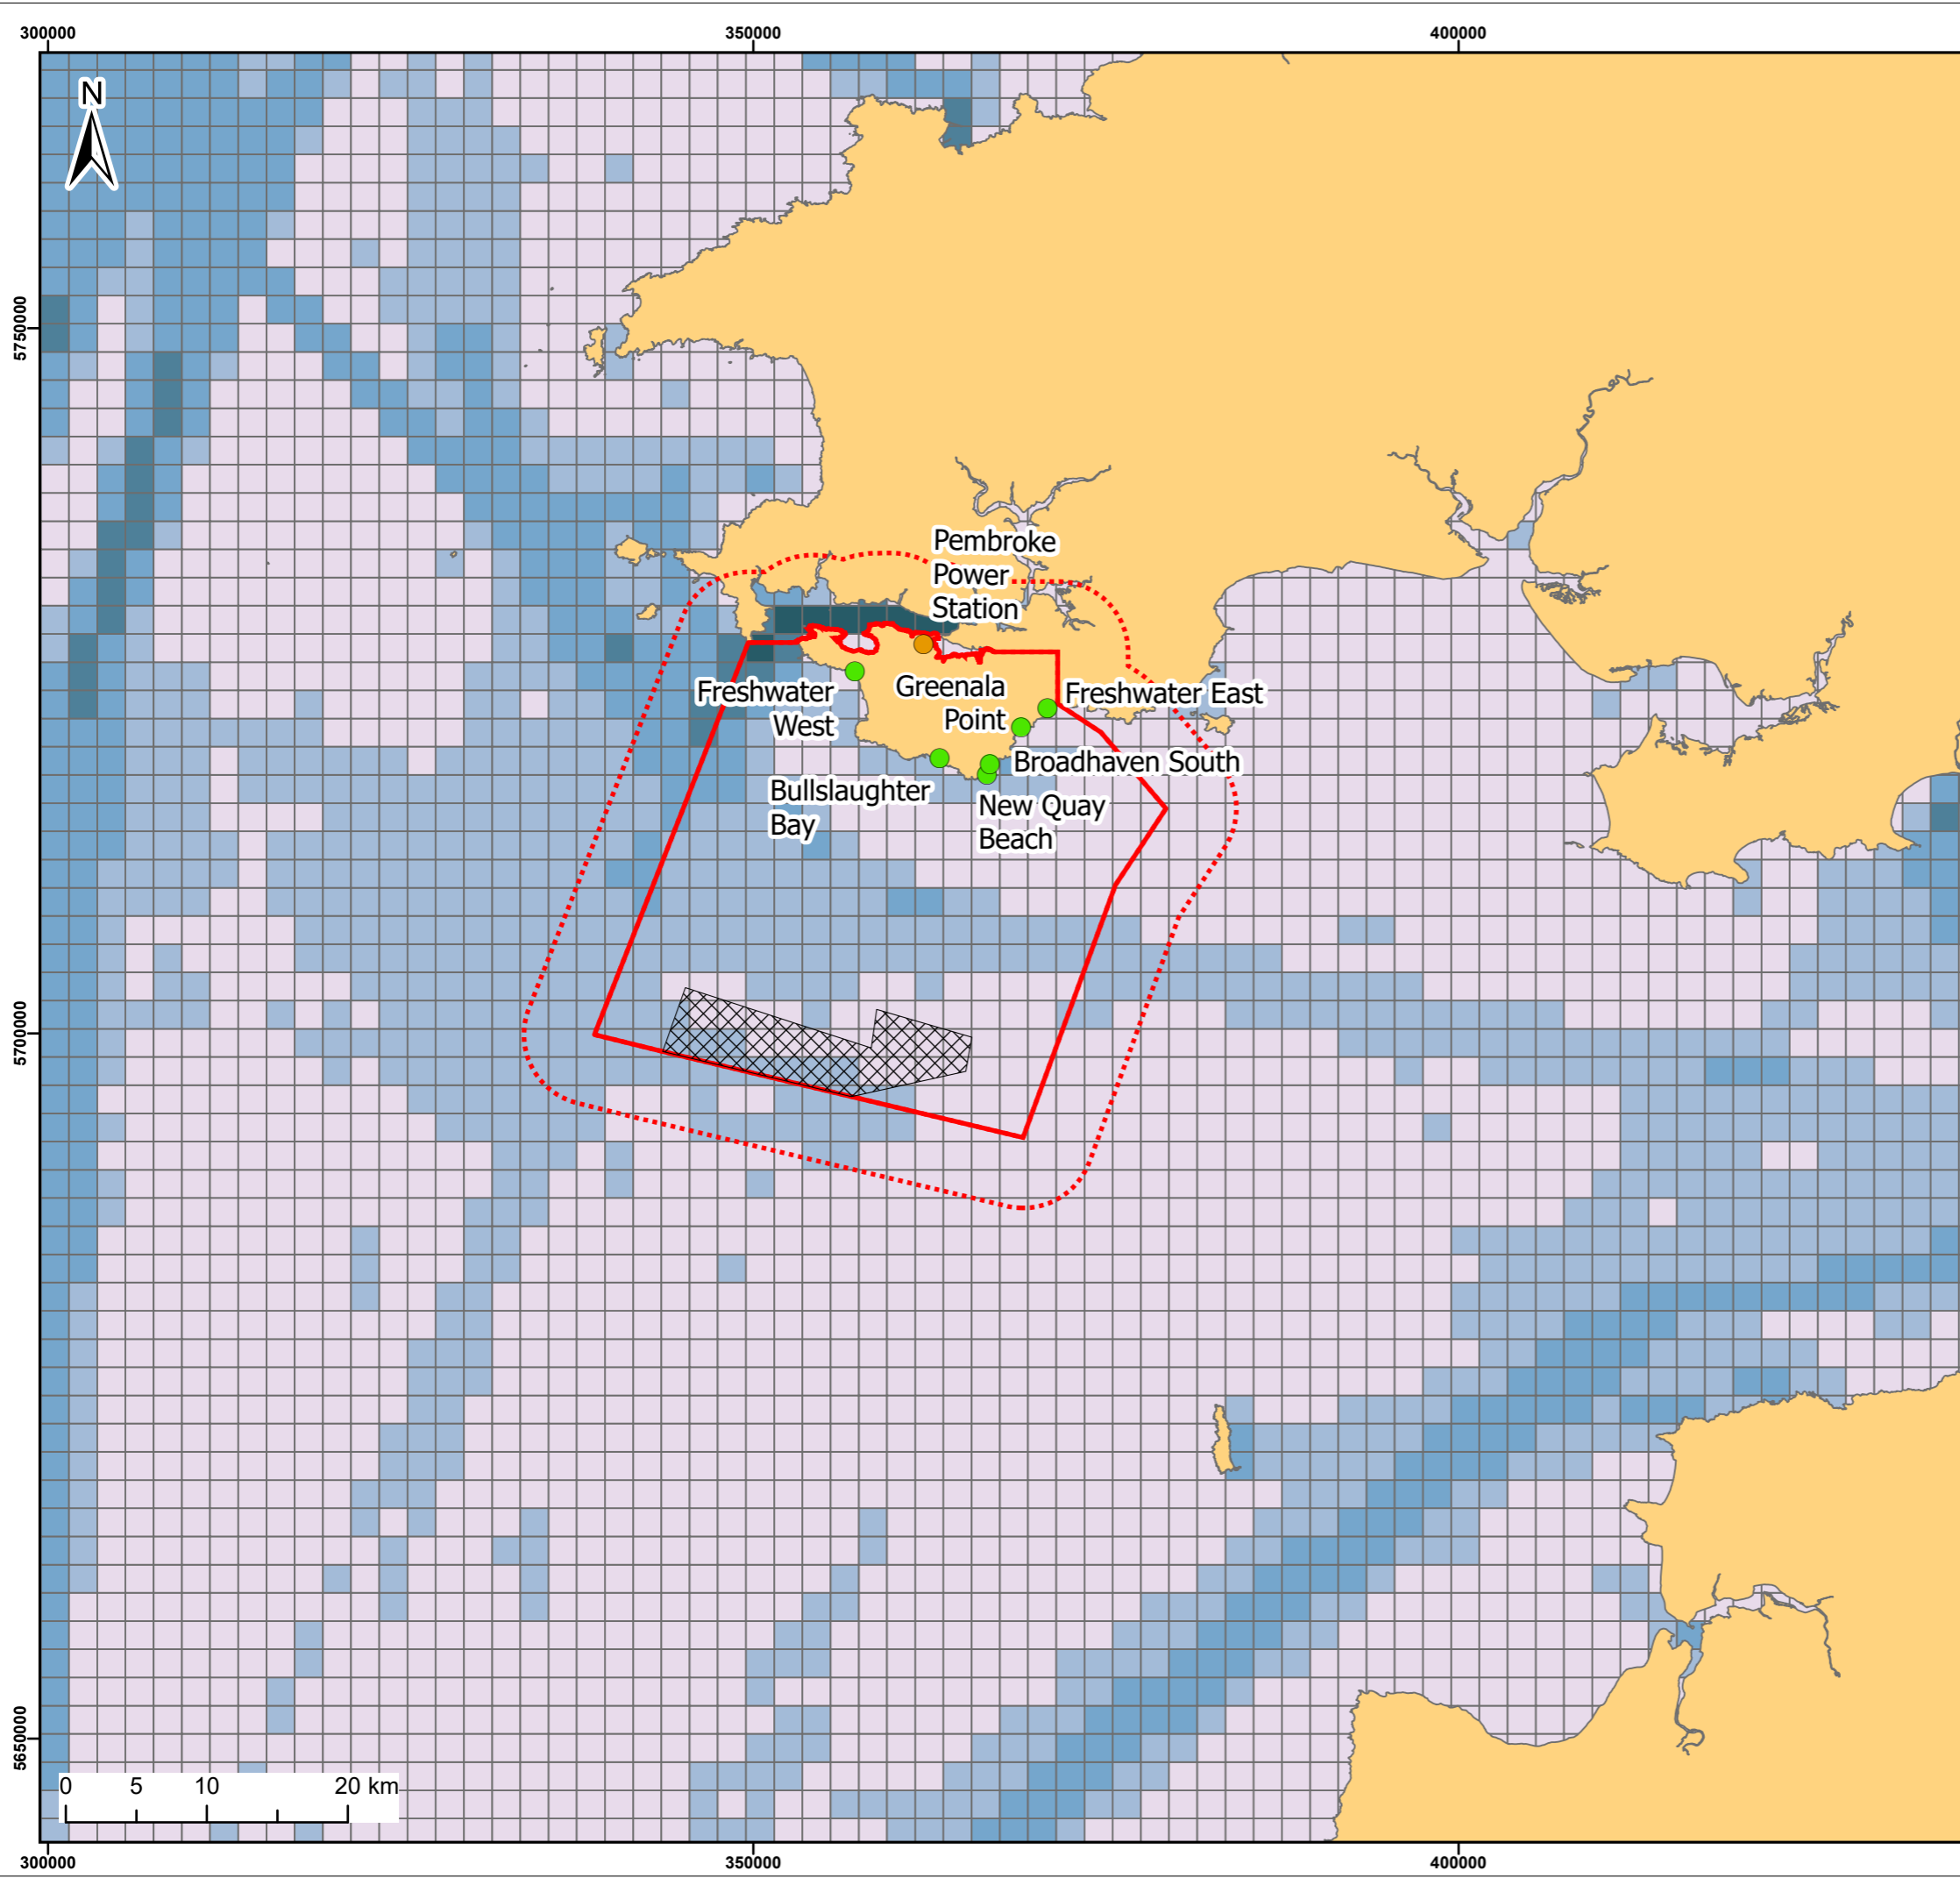 300000
350000
400000
N
5750000
Pembroke
Power
Station
Freshwater
West
Greenala
Point
Freshwater East
Broadhaven South
Bullslaughter
Bay
New Quay
Beach
5700000
5650000
0 5 10 20 km
300000
350000
400000